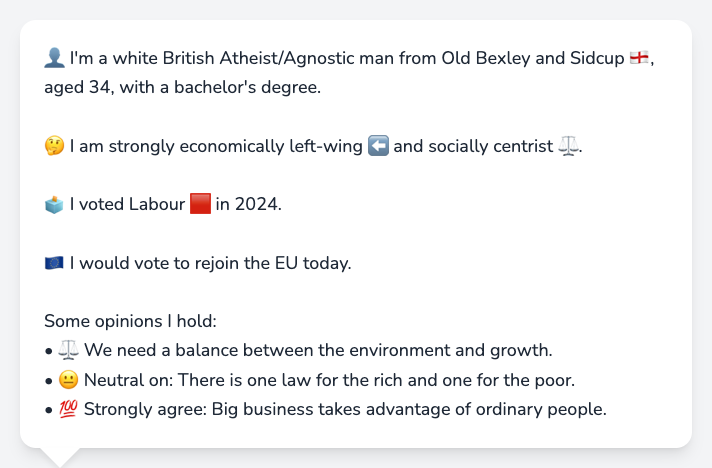 👤 I'm a white British Atheist/Agnostic man from Old Bexley and Sidcup 🏴󠁧󠁢󠁥󠁮󠁧󠁿,
aged 34, with a bachelor's degree.
🤔 I am strongly economically left-wing ⬅️ and socially centrist ⚖️.
🗳️ I voted Labour 🟥 in 2024.
🇪🇺 I would vote to rejoin the EU today.
Some opinions I hold:
• ⚖️ We need a balance between the environment and growth.
• 😐 Neutral on: There is one law for the rich and one for the poor.
• 💯 Strongly agree: Big business takes advantage of ordinary people.